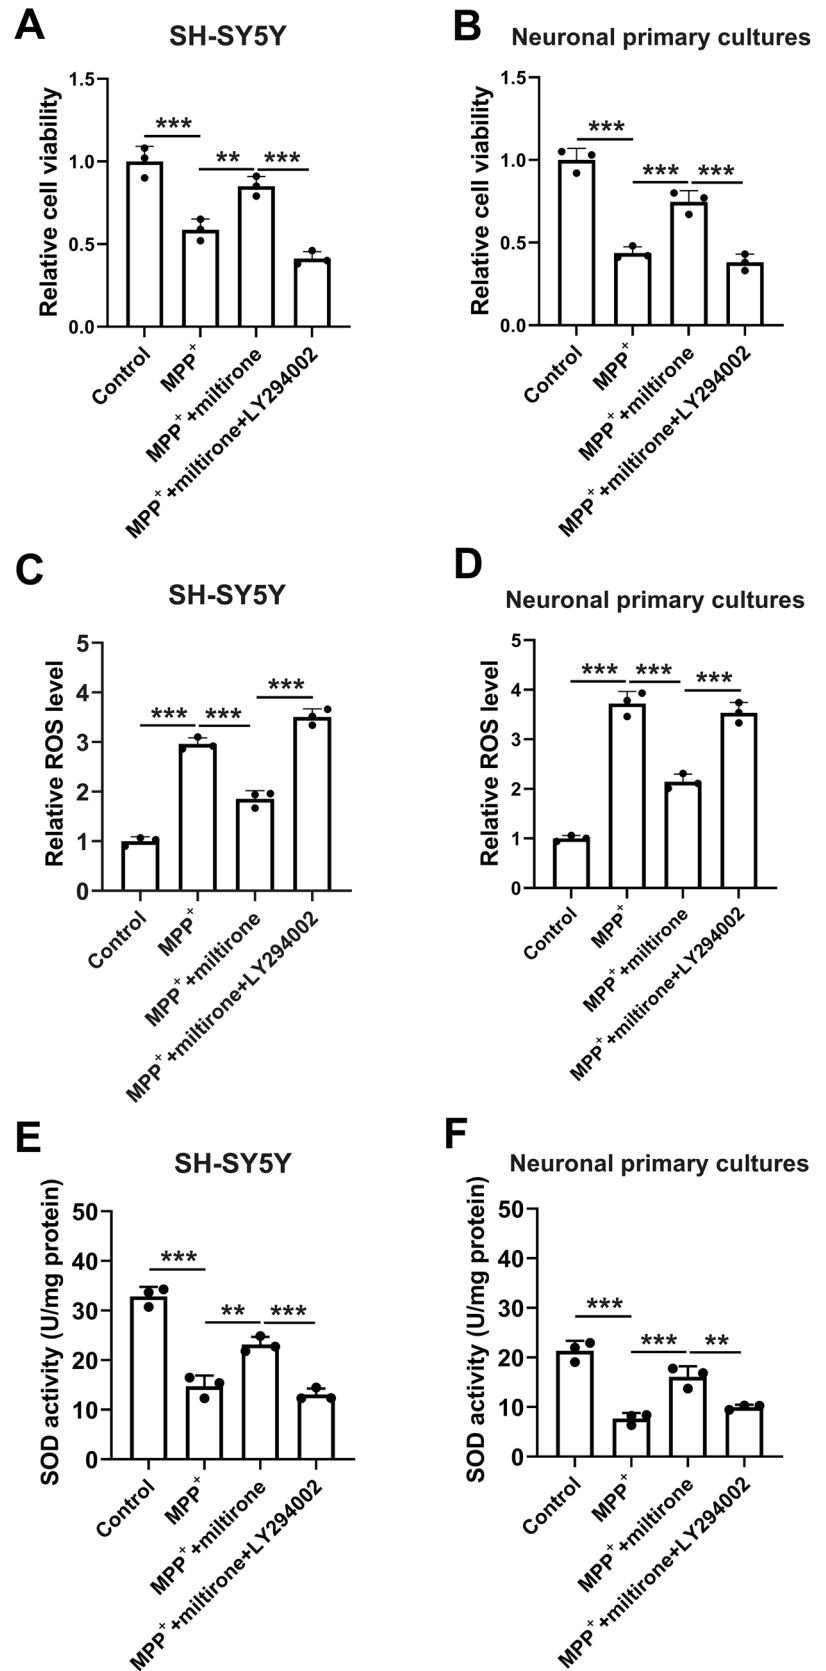 A
SH-SY5Y
Relative cell viability
1.5
1.0
0.5
0.0
***
**
***
Control
MPP+
MPP+ +miltirone
MPP+ +miltirone+LY294002
B
Neuronal primary cultures
Relative cell viability
1.5
1.0
0.5
0.0
***
***
***
Control
MPP+
MPP+ +miltirone
MPP+ +miltirone+LY294002
C
SH-SY5Y
Relative ROS level
5
4
3
2
1
0
***
***
***
Control
MPP+
MPP+ +miltirone
MPP+ +miltirone+LY294002
D
Neuronal primary cultures
Relative ROS level
5
4
3
2
1
0
***
***
***
Control
MPP+
MPP+ +miltirone
MPP+ +miltirone+LY294002
E
SH-SY5Y
SOD activity (U/mg protein)
50
40
30
20
10
0
***
**
***
Control
MPP+
MPP+ +miltirone
MPP+ +miltirone+LY294002
F
Neuronal primary cultures
SOD activity (U/mg protein)
50
40
30
20
10
0
***
***
**
Control
MPP+
MPP+ +miltirone
MPP+ +miltirone+LY294002